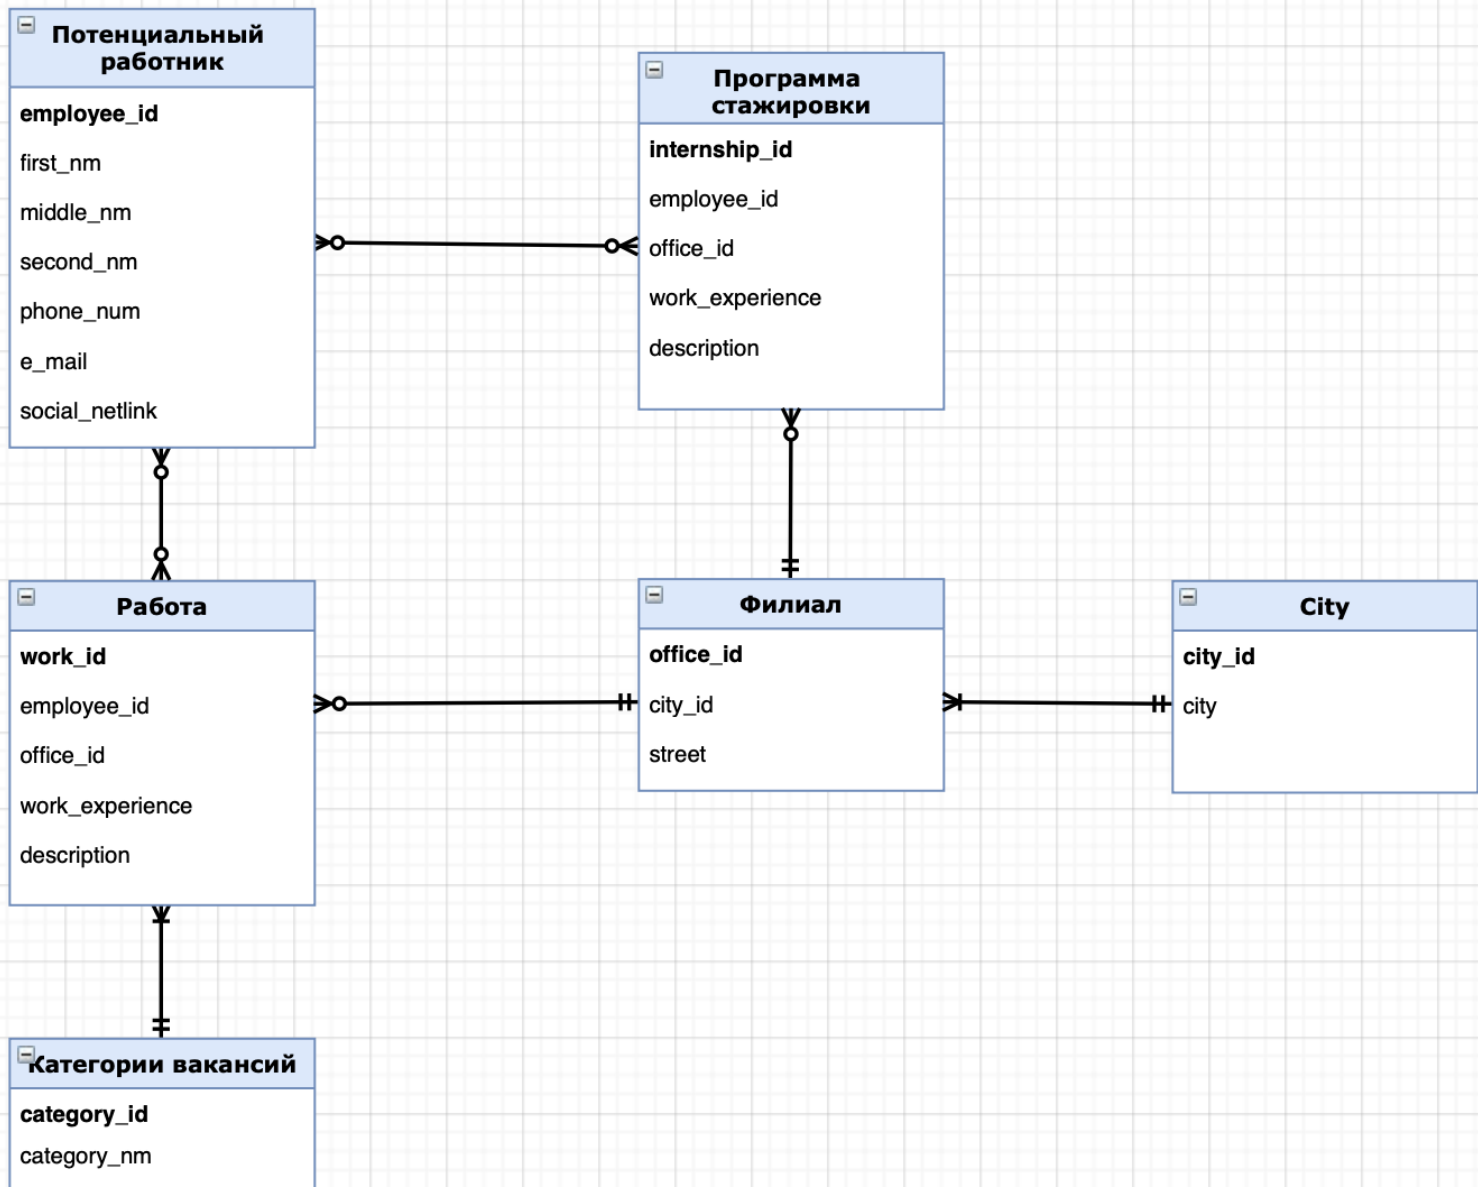 Потенциальный
работник
employee_id
first_nm
middle_nm
second_nm
phone_num
e_mail
social_netlink
Программа
стажировки
internship_id
employee_id
office_id
work_experience
description
Работа
work_id
employee_id
office_id
work_experience
description
Филиал
office_id
city_id
street
City
city_id
city
Категории вакансий
category_id
category_nm